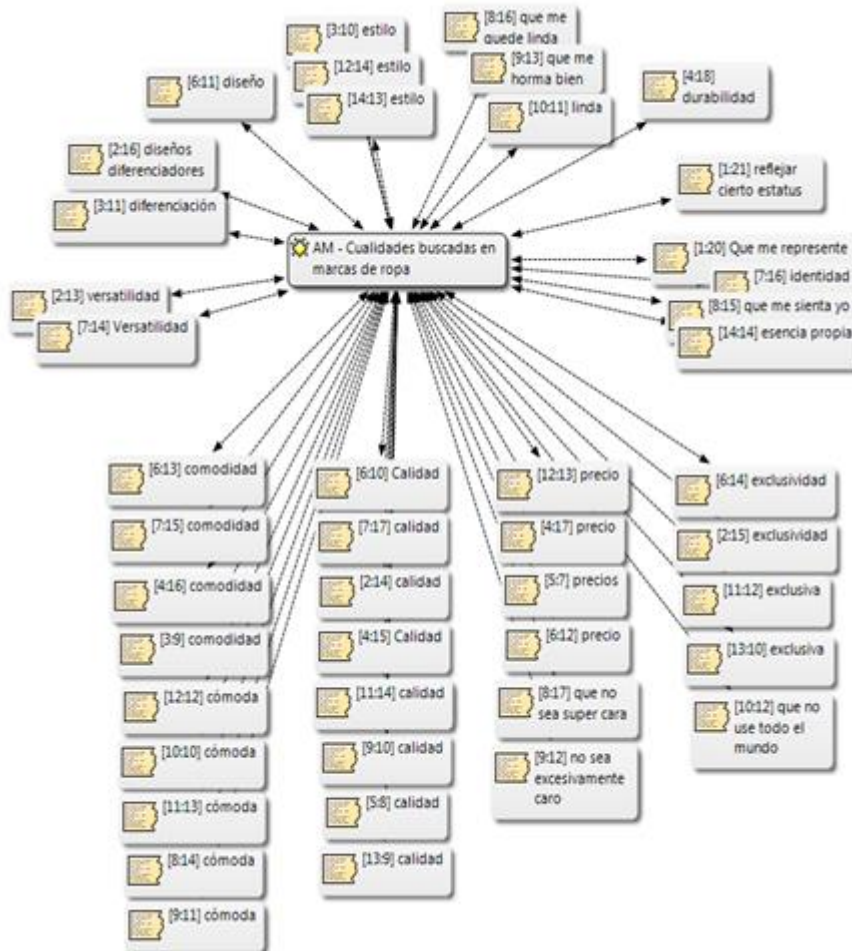 [3:10] estilo
[12:14] estilo
[14:13] estilo
[8:16] que me
quede linda
[9:13] que me
horma bien
[10:11] linda
[6:11] diseño
[4:18]
durabilidad
[2:16] diseños
diferenciadores
[3:11] diferenciación
[1:21] reflejar
cierto estatus
AM - Cualidades buscadas en
marcas de ropa
[1:20] Que me represente
[7:16] identidad
[8:15] que me sienta yo
[14:14] esencia propia
[2:13] versatilidad
[7:14] Versatilidad
[6:13] comodidad
[7:15] comodidad
[4:16] comodidad
[3:9] comodidad
[12:12] cómoda
[10:10] cómoda
[11:13] cómoda
[8:14] cómoda
[9:11] cómoda
[6:10] Calidad
[7:17] calidad
[2:14] calidad
[4:15] Calidad
[11:14] calidad
[9:10] calidad
[5:8] calidad
[13:9] calidad
[12:13] precio
[4:17] precio
[5:7] precios
[6:12] precio
[8:17] que no
sea super cara
[9:12] no sea
excesivamente
caro
[6:14] exclusividad
[2:15] exclusividad
[11:12] exclusiva
[13:10] exclusiva
[10:12] que no
use todo el
mundo